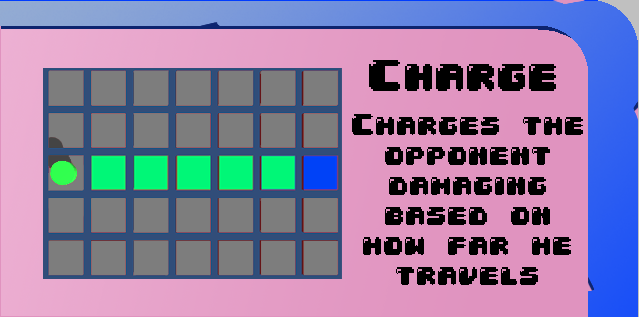 Charge
Charges the
opponent
damaging
based on
how far he
travels